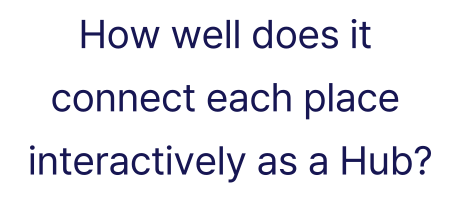 How well does it
connect each place
interactively as a Hub?